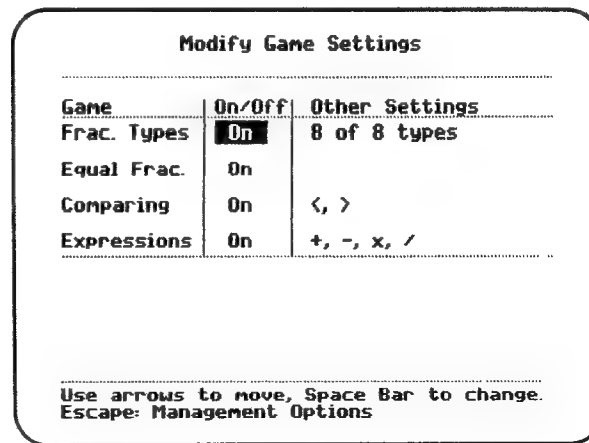 Modify Game Settings
Game On/Off Other Settings
Frac. Types On 8 of 8 types
Equal Frac. On
Comparing On <, >
Expressions On +, -, x, /
Use arrows to move, Space Bar to change.
Escape: Management Options